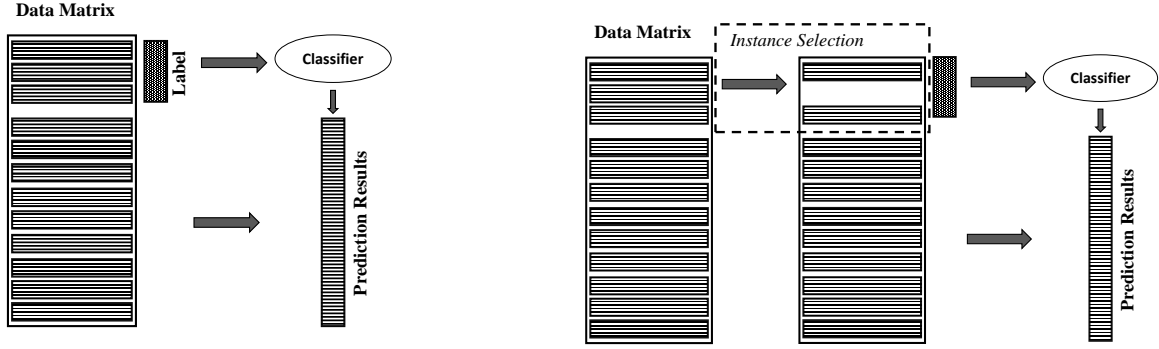 Data Matrix
Label
Classifier
Prediction Results
Data Matrix
Instance Selection
Classifier
Prediction Results